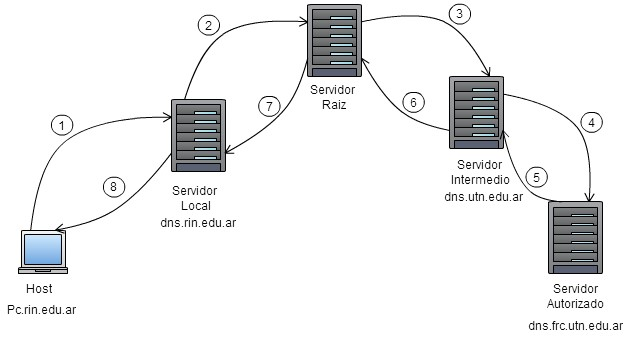 1
2
3
4
5
6
7
8
Servidor
Raiz
Servidor
Local
dns.rin.edu.ar
Servidor
Intermedio
dns.utn.edu.ar
Host
Pc.rin.edu.ar
Servidor
Autorizado
dns.frc.utn.edu.ar